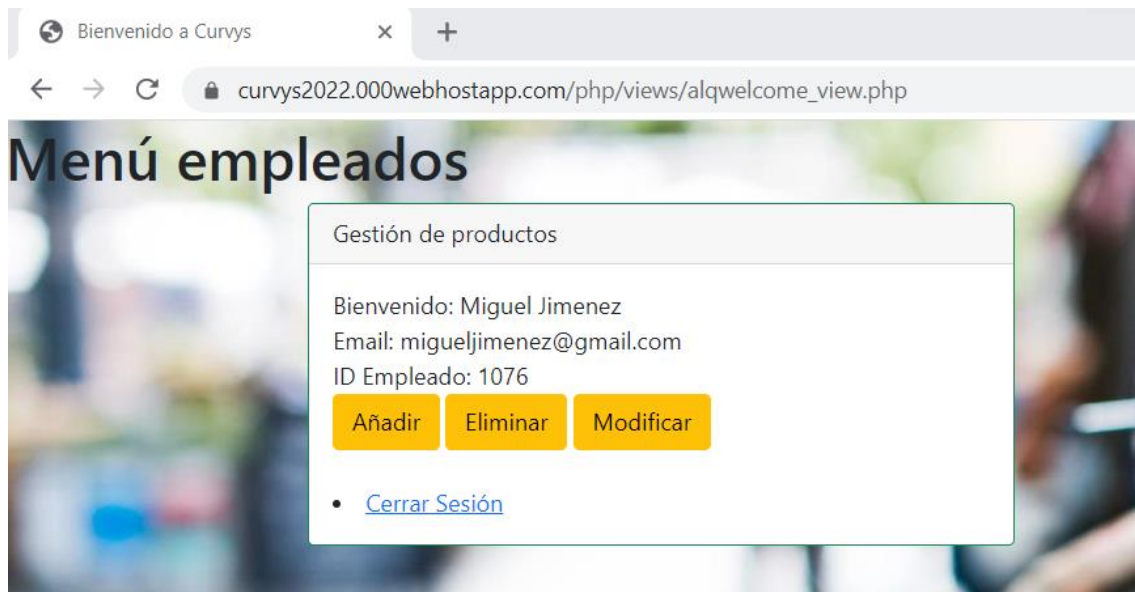 Bienvenido a Curvys
curvys2022.000webhostapp.com/php/views/alqwelcome_view.php
Menú empleados
Gestión de productos
Bienvenido: Miguel Jimenez
Email: migueljimenez@gmail.com
ID Empleado: 1076
Añadir Eliminar Modificar
Cerrar Sesión